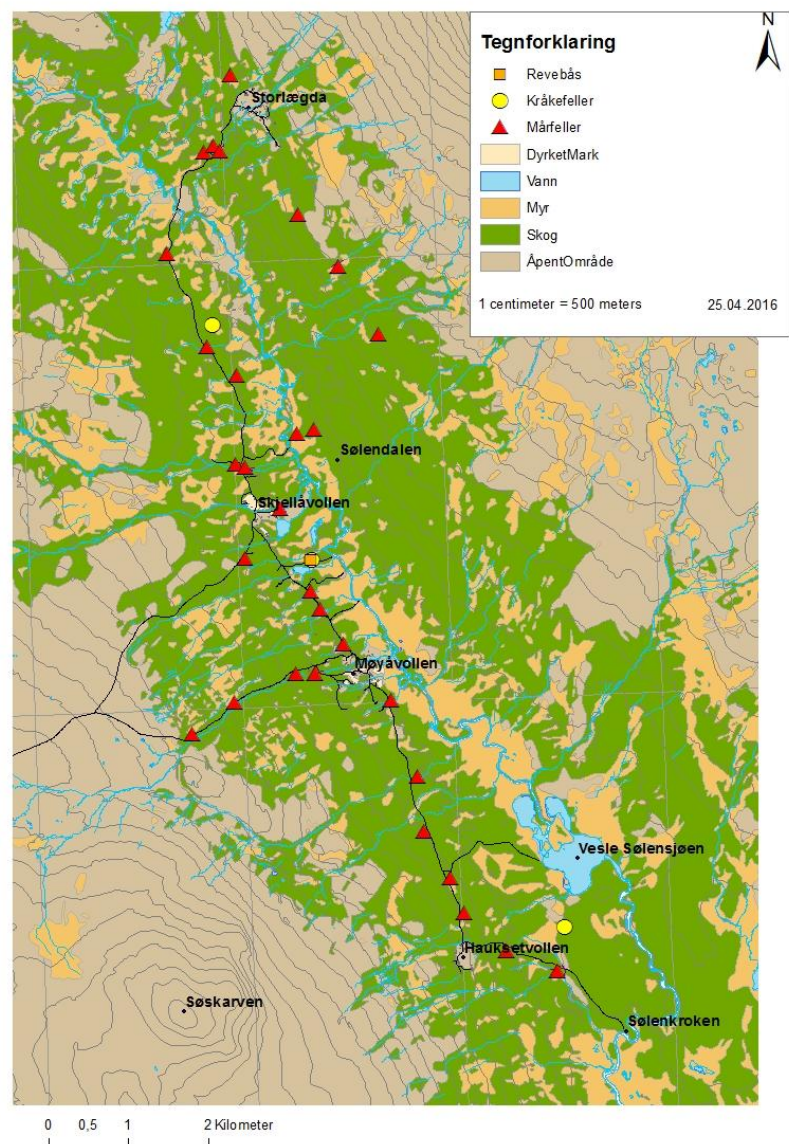 N
Tegnforklaring
Revebås
Kråkefeller
Mårfeller
DyrketMark
Vann
Myr
Skog
ÅpentOmråde
1 centimeter = 500 meters 25.04.2016
Storlægda
Sølendalen
Skjellåvollen
Møyåvollen
Vesle Sølensjøen
Hauksetvollen
Søskarven
Sølenkroken
0 0,5 1 2 Kilometer